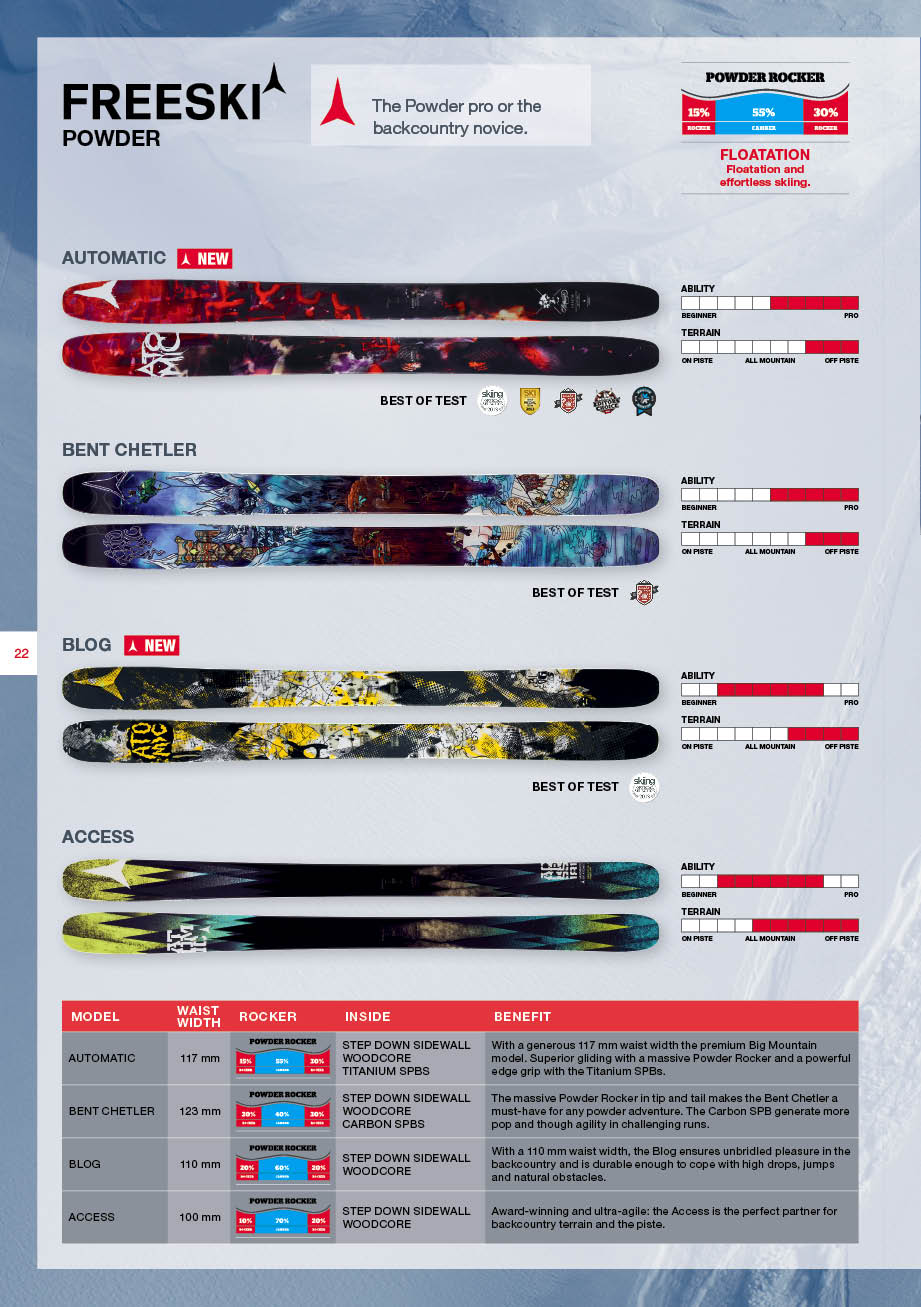 FREESKI
POWDER
The Powder pro or the
backcountry novice.
POWDER ROCKER
15% 55% 30%
ROCKER CAMBER ROCKER
FLOATATION
Floatation and
effortless skiing.
AUTOMATIC NEW
ABILITY
BEGINNER PRO
TERRAIN
ON PISTE ALL MOUNTAIN OFF PISTE
BEST OF TEST
BENT CHETLER
ABILITY
BEGINNER PRO
TERRAIN
ON PISTE ALL MOUNTAIN OFF PISTE
BEST OF TEST
22
BLOG NEW
ABILITY
BEGINNER PRO
TERRAIN
ON PISTE ALL MOUNTAIN OFF PISTE
BEST OF TEST
ACCESS
ABILITY
BEGINNER PRO
TERRAIN
ON PISTE ALL MOUNTAIN OFF PISTE
MODEL WAIST WIDTH ROCKER INSIDE BENEFIT
AUTOMATIC
117 mm
POWDER ROCKER
15% 55% 30%
ROCKER CAMBER ROCKER
STEP DOWN SIDEWALL
WOODCORE
TITANIUM SPBS
With a generous 117 mm waist width the premium Big Mountain
model. Superior gliding with a massive Powder Rocker and a powerful
edge grip with the Titanium SPBs.
BENT CHETLER
123 mm
POWDER ROCKER
30% 40% 30%
ROCKER CAMBER ROCKER
STEP DOWN SIDEWALL
WOODCORE
CARBON SPBS
The massive Powder Rocker in tip and tail makes the Bent Chetler a
must-have for any powder adventure. The Carbon SPB generate more
pop and though agility in challenging runs.
BLOG
110 mm
POWDER ROCKER
20% 60% 20%
ROCKER CAMBER ROCKER
STEP DOWN SIDEWALL
WOODCORE
With a 110 mm waist width, the Blog ensures unbridled pleasure in the
backcountry and is durable enough to cope with high drops, jumps
and natural obstacles.
ACCESS
100 mm
POWDER ROCKER
10% 70% 20%
ROCKER CAMBER ROCKER
STEP DOWN SIDEWALL
WOODCORE
Award-winning and ultra-agile: the Access is the perfect partner for
backcountry terrain and the piste.